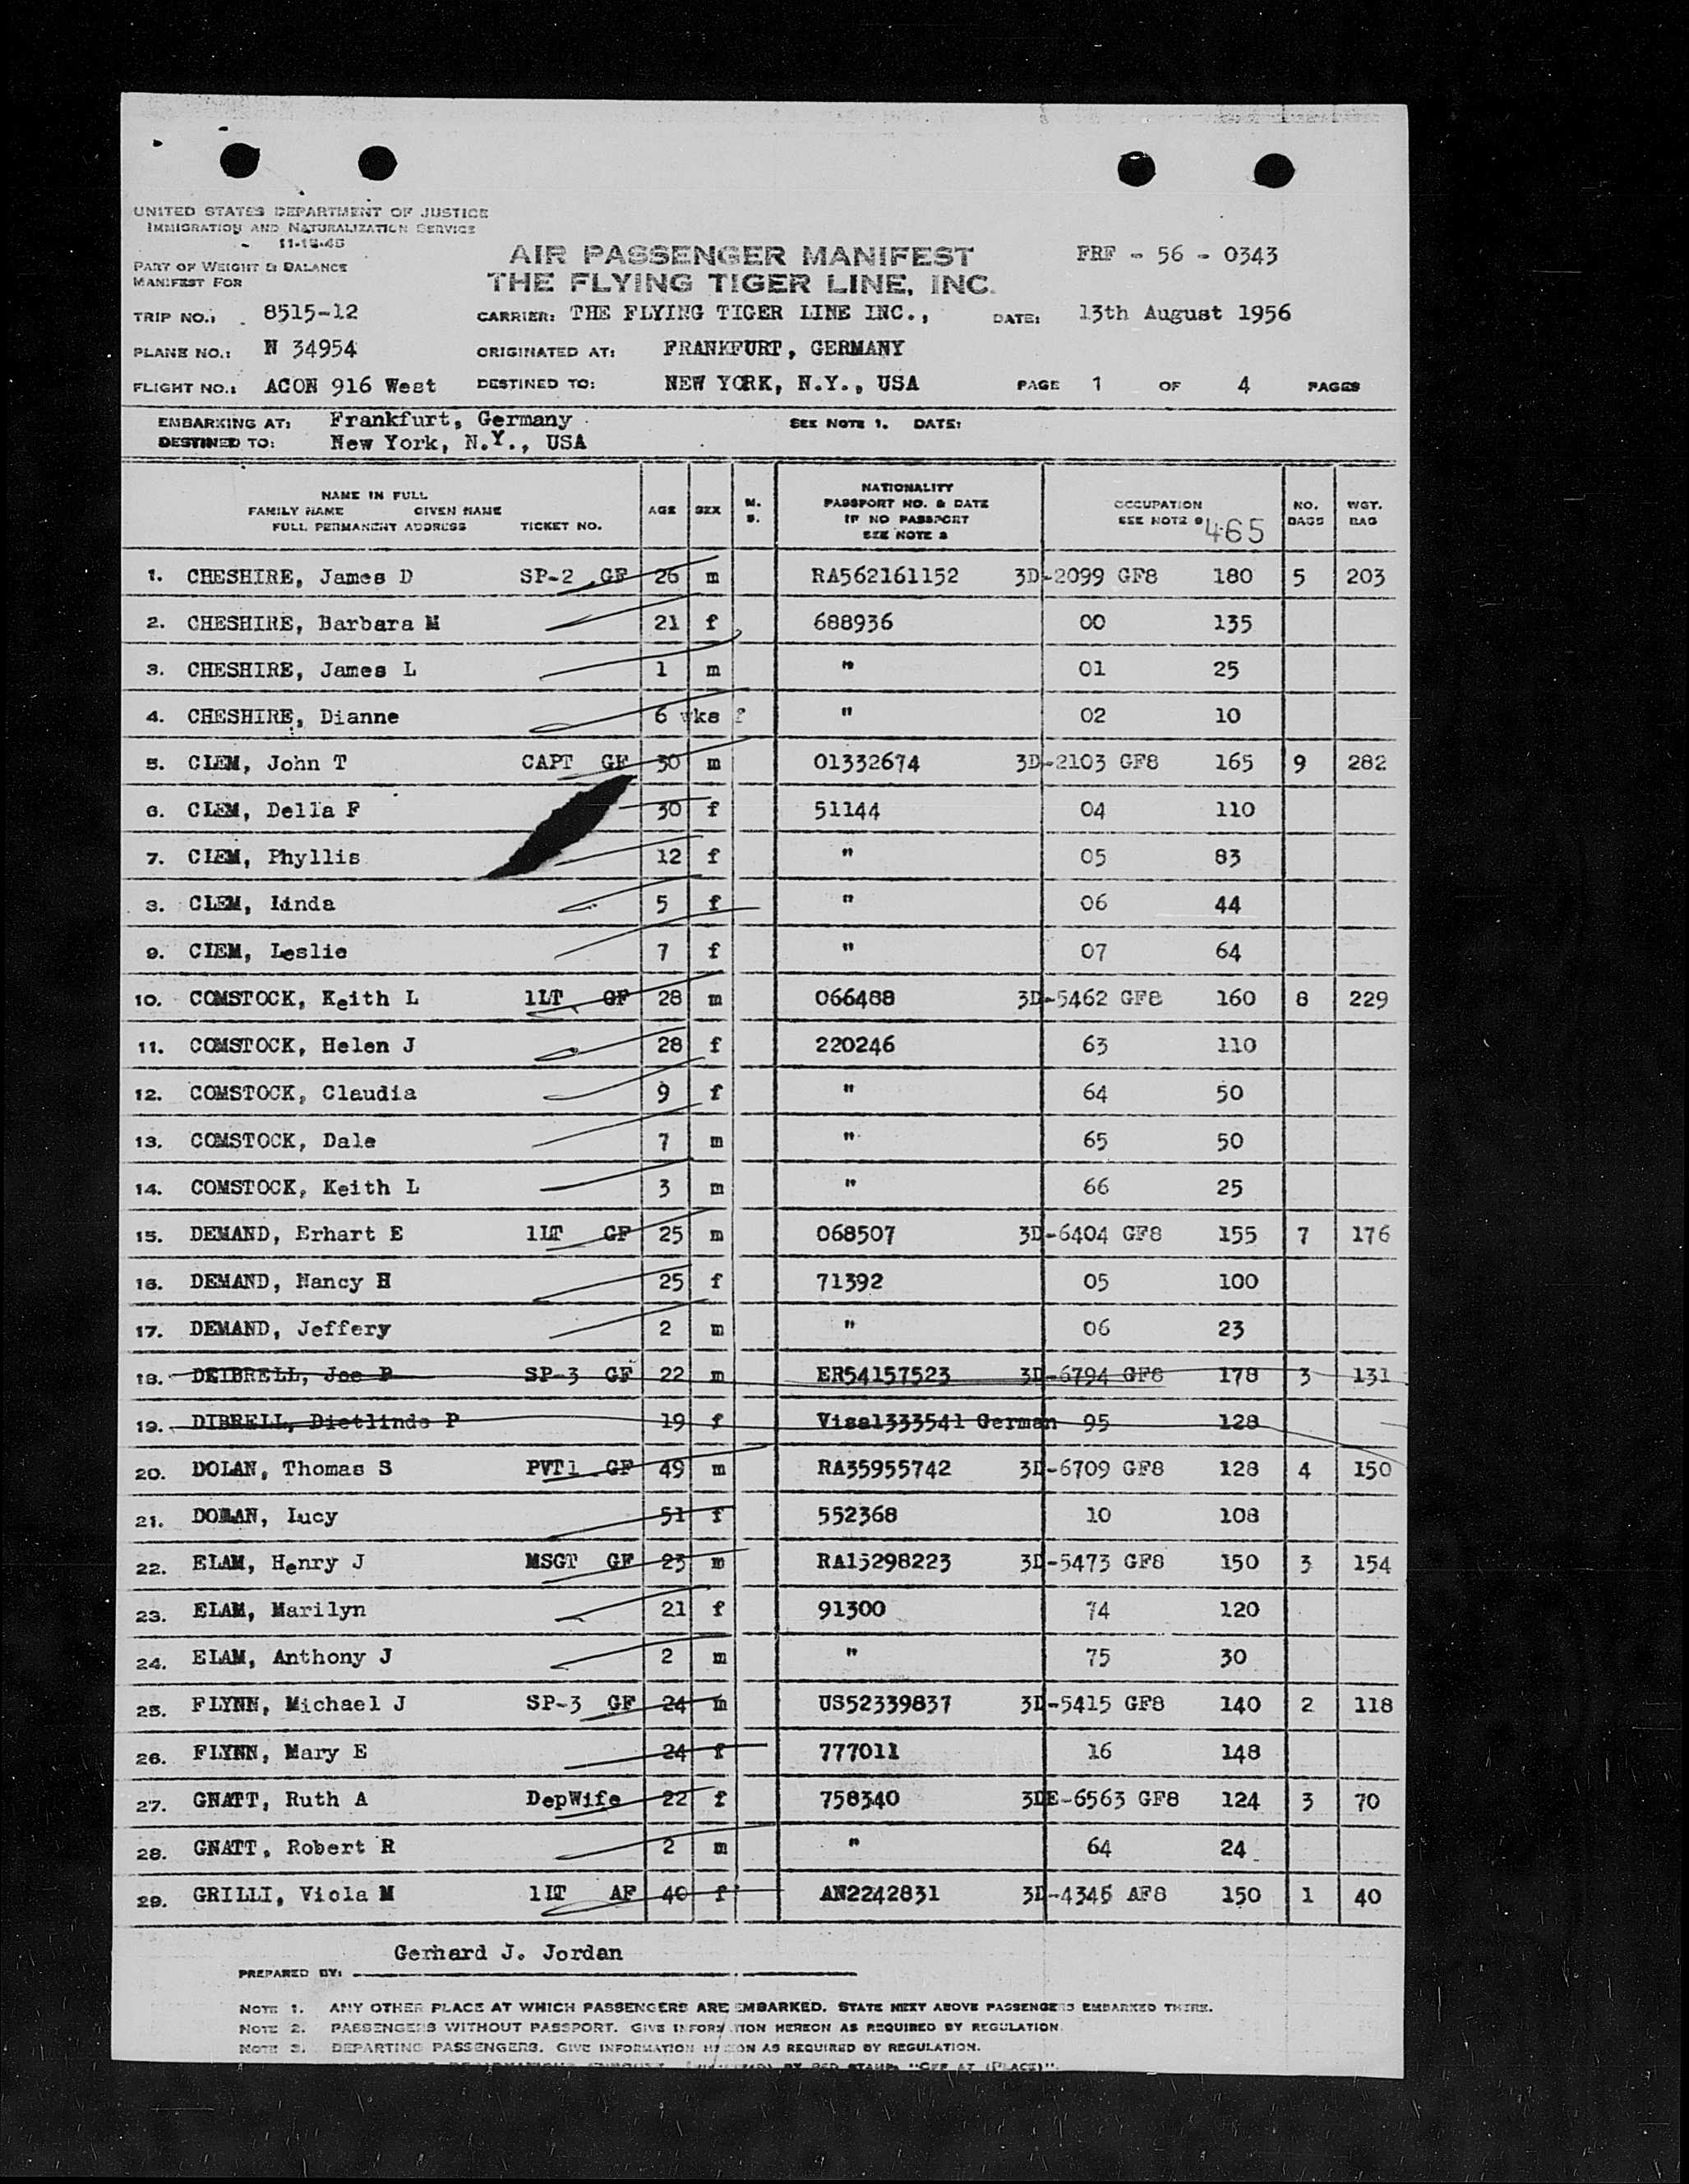 UNITED STATES DEPARTMENT OF JUSTICE
IMMIGRATION AND NATURALIZATION SERVICE
PART OF WEIGHT & BALANCE
MANIFEST FOR
AIR PASSENGER MANIFEST
THE FLYING TIGER LINE, INC.
FRF - 56 - 0343
TRIP NO.: 8515-12 CARRIER: THE FLYING TIGER LINE INC., DATE: 13th August 1956
PLANE NO.: N 34954 ORIGINATED AT: FRANKFURT, GERMANY
FLIGHT NO.: ACON 916 West DESTINED TO: NEW YORK, N.Y., USA PAGE 1 OF 4 PAGES
EMBARKING AT: Frankfurt, Germany SEE NOTE 1. DATE:
DESTINED TO: New York, N.Y., USA
NAME IN FULL
FAMILY NAME GIVEN NAME
FULL PERMANENT ADDRESS TICKET NO.
AGE
SEX
M.
S.
NATIONALITY
PASSPORT NO. & DATE
IF NO PASSPORT
SEE NOTE 2
OCCUPATION
SEE NOTE 465
NO.
BAGS
WGT.
BAG
1. CHESHIRE, James D SP-2 GF 26 m RA562161152 3D-2099 GF8 180 5 203
2. CHESHIRE, Barbara M 21 f 688936 00 135
3. CHESHIRE, James L 1 m " 01 25
4. CHESHIRE, Dianne 6 wks f " 02 10
5. CLEM, John T CAPT GF 30 m 01332674 3D-2103 GF8 165 9 282
6. CLEM, Della F 30 f 51144 04 110
7. CLEM, Phyllis 12 f " 05 83
8. CLEM, Linda 5 f " 06 44
9. CLEM, Leslie 7 f " 07 64
10. COMSTOCK, Keith L 1LT GF 28 m 066488 3D-5462 GF8 160 8 229
11. COMSTOCK, Helen J 28 f 220246 63 110
12. COMSTOCK, Claudia 9 f " 64 50
13. COMSTOCK, Dale 7 m " 65 50
14. COMSTOCK, Keith L 3 m " 66 25
15. DEMAND, Erhart E 1LT GF 25 m 068507 3D-6404 GF8 155 7 176
16. DEMAND, Nancy H 25 f 71392 05 100
17. DEMAND, Jeffery 2 m " 06 23
18. DEIBRELL, Joe P SP-3 GF 22 m ER54157523 3D-6794 GF8 178 3 131
19. DIBRELL, Dietlinde P 19 f Visa1333541 German 95 128
20. DOLAN, Thomas S PVT1 GF 49 m RA35955742 3D-6709 GF8 128 4 150
21. DOLAN, Lucy 51 f 552368 10 108
22. ELAM, Henry J MSGT GF 23 m RA15298223 3D-5473 GF8 150 3 154
23. ELAM, Marilyn 21 f 91300 74 120
24. ELAM, Anthony J 2 m " 75 30
25. FLYNN, Michael J SP-3 GF 24 m US52339837 3D-5415 GF8 140 2 118
26. FLYNN, Mary E 24 f 777011 16 148
27. GNATT, Ruth A DepWife 22 f 758340 3DE-6563 GF8 124 3 70
28. GNATT, Robert R 2 m " 64 24
29. GRILLI, Viola M 1LT AF 40 f AN2242831 3D-4345 AF8 150 1 40
PREPARED BY: Gerhard J. Jordan
NOTE 1. ANY OTHER PLACE AT WHICH PASSENGERS ARE EMBARKED. STATE NEXT ABOVE PASSENGERS EMBARKED THERE.
NOTE 2. PASSENGERS WITHOUT PASSPORT. GIVE INFORMATION HEREON AS REQUIRED BY REGULATION.
NOTE 3. DEPARTING PASSENGERS. GIVE INFORMATION HEREON AS REQUIRED BY REGULATION.
BY RED STAMP "OFF AT (PLACE)".